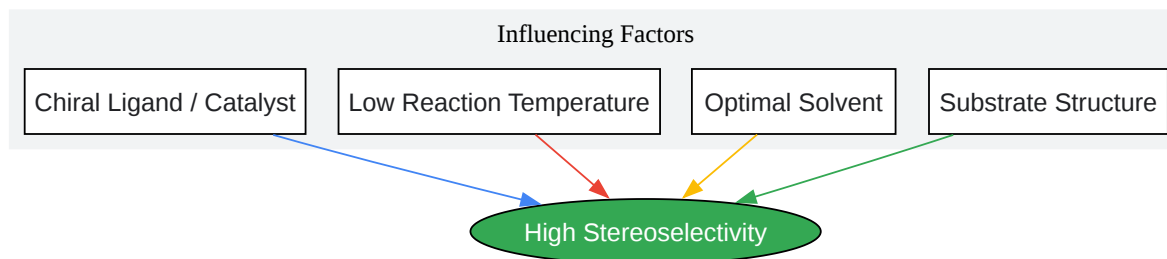 Influencing Factors
Chiral Ligand / Catalyst
Low Reaction Temperature
Optimal Solvent
Substrate Structure
High Stereoselectivity